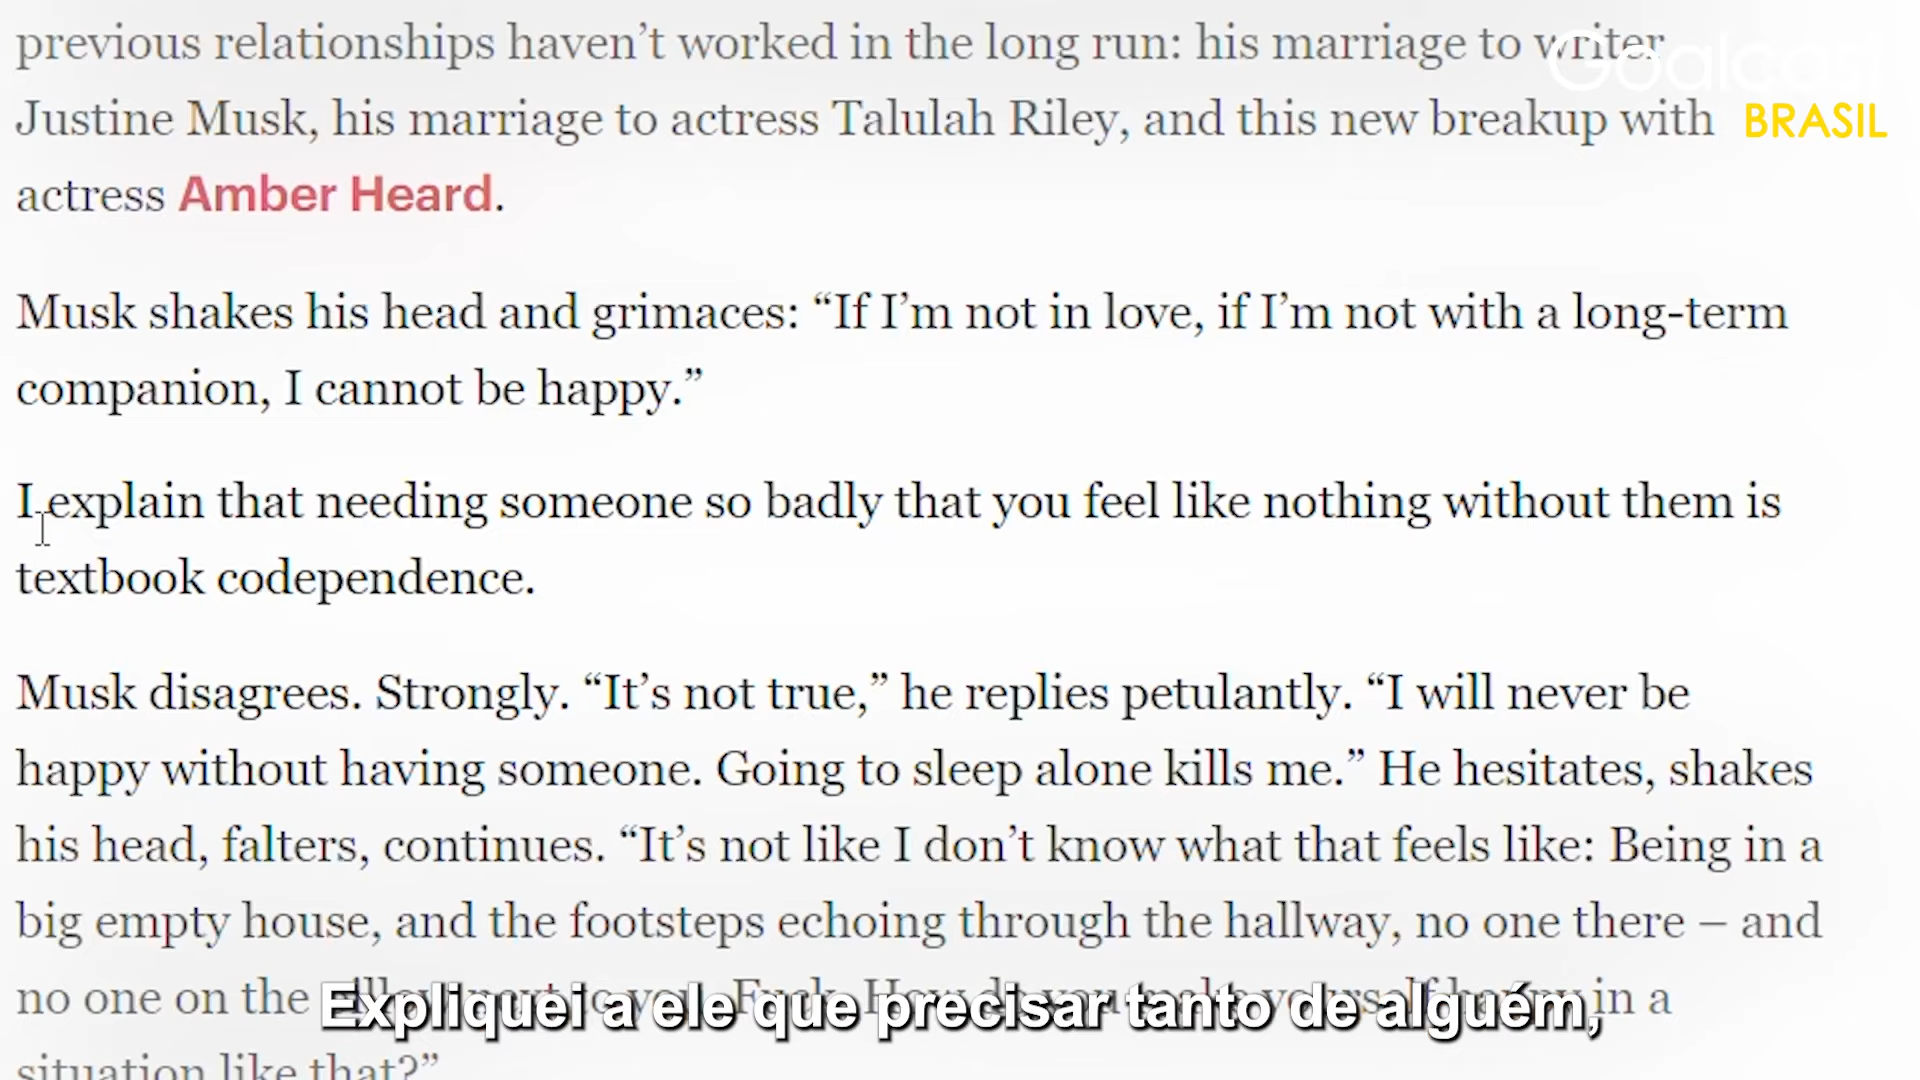 previous relationships haven’t worked in the long run: his marriage to writer
Goalcast
BRASIL
Justine Musk, his marriage to actress Talulah Riley, and this new breakup with
actress Amber Heard.
Musk shakes his head and grimaces: “If I’m not in love, if I’m not with a long-term
companion, I cannot be happy.”
I explain that needing someone so badly that you feel like nothing without them is
textbook codependence.
Musk disagrees. Strongly. “It’s not true,” he replies petulantly. “I will never be
happy without having someone. Going to sleep alone kills me.” He hesitates, shakes
his head, falters, continues. “It’s not like I don’t know what that feels like: Being in a
big empty house, and the footsteps echoing through the hallway, no one there – and
no one on the in a
Expliquei a ele que precisar tanto de alguém,
situation like that?”